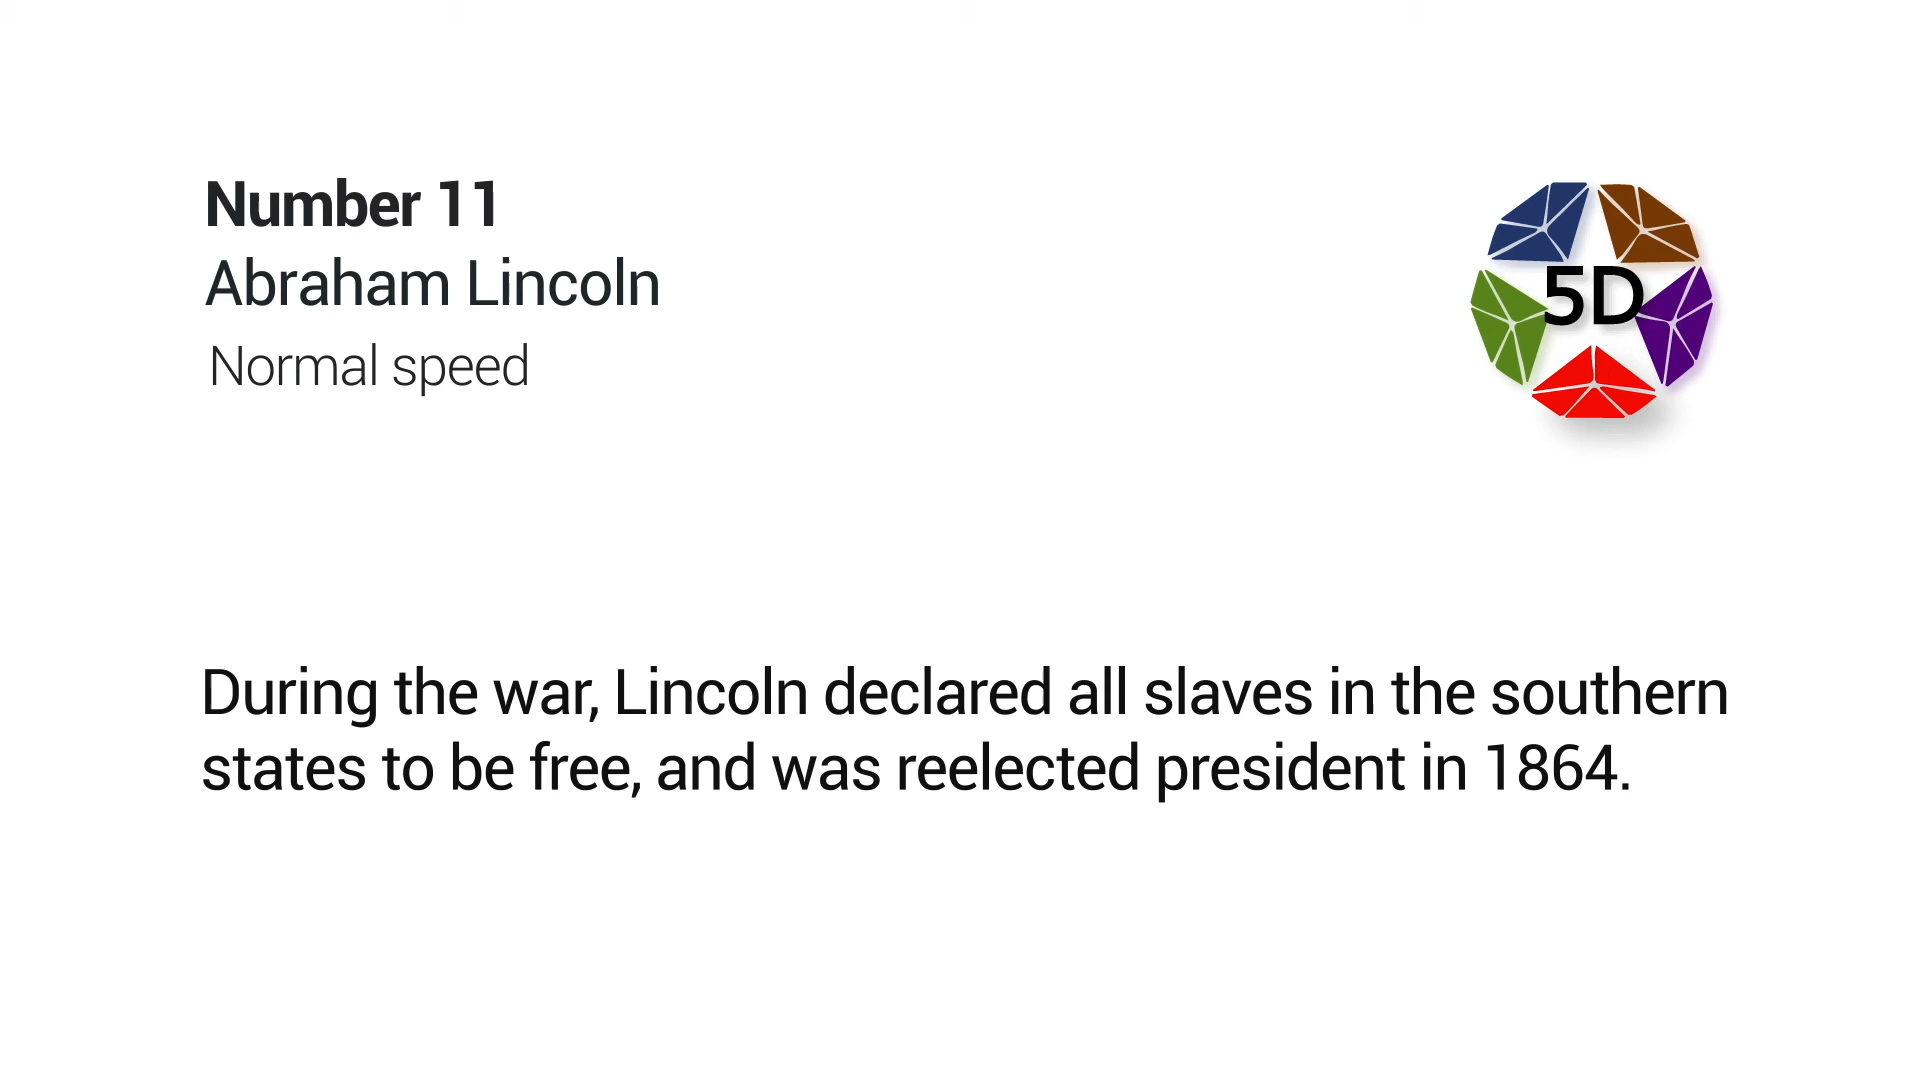 Number 11
Abraham Lincoln
Normal speed
5D
During the war, Lincoln declared all slaves in the southern
states to be free, and was reelected president in 1864.